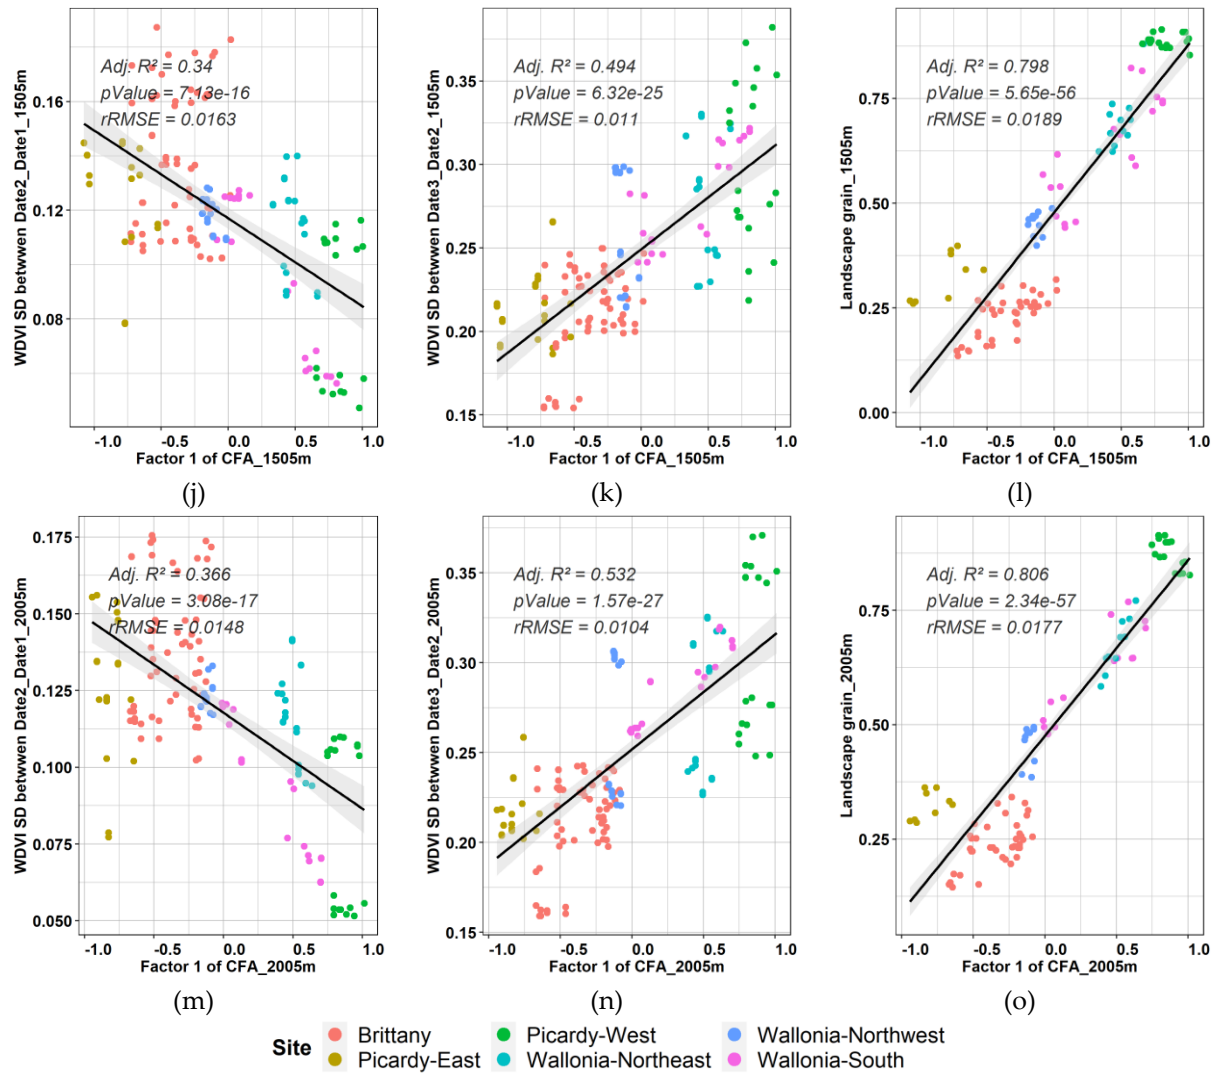 WDVI SD betwven Date2_Date1_1505m
0.16
0.12
0.08
Adj. R² = 0.34
pValue = 7.13e-16
rRMSE = 0.0163
-1.0 -0.5 0.0 0.5 1.0
Factor 1 of CFA_1505m
(j)
WDVI SD betwven Date3_Date2_1505m
0.35
0.30
0.25
0.20
0.15
Adj. R² = 0.494
pValue = 6.32e-25
rRMSE = 0.011
-1.0 -0.5 0.0 0.5 1.0
Factor 1 of CFA_1505m
(k)
Landscape grain_1505m
0.75
0.50
0.25
0.00
Adj. R² = 0.798
pValue = 5.65e-56
rRMSE = 0.0189
-1.0 -0.5 0.0 0.5 1.0
Factor 1 of CFA_1505m
(l)
WDVI SD betwven Date2_Date1_2005m
0.175
0.150
0.125
0.100
0.075
0.050
Adj. R² = 0.366
pValue = 3.08e-17
rRMSE = 0.0148
-1.0 -0.5 0.0 0.5 1.0
Factor 1 of CFA_2005m
(m)
WDVI SD betwven Date3_Date2_2005m
0.35
0.30
0.25
0.20
0.15
Adj. R² = 0.532
pValue = 1.57e-27
rRMSE = 0.0104
-1.0 -0.5 0.0 0.5 1.0
Factor 1 of CFA_2005m
(n)
Landscape grain_2005m
0.75
0.50
0.25
Adj. R² = 0.806
pValue = 2.34e-57
rRMSE = 0.0177
-1.0 -0.5 0.0 0.5 1.0
Factor 1 of CFA_2005m
(o)
Site
Brittany Picardy-West Wallonia-Northwest
Picardy-East Wallonia-Northeast Wallonia-South